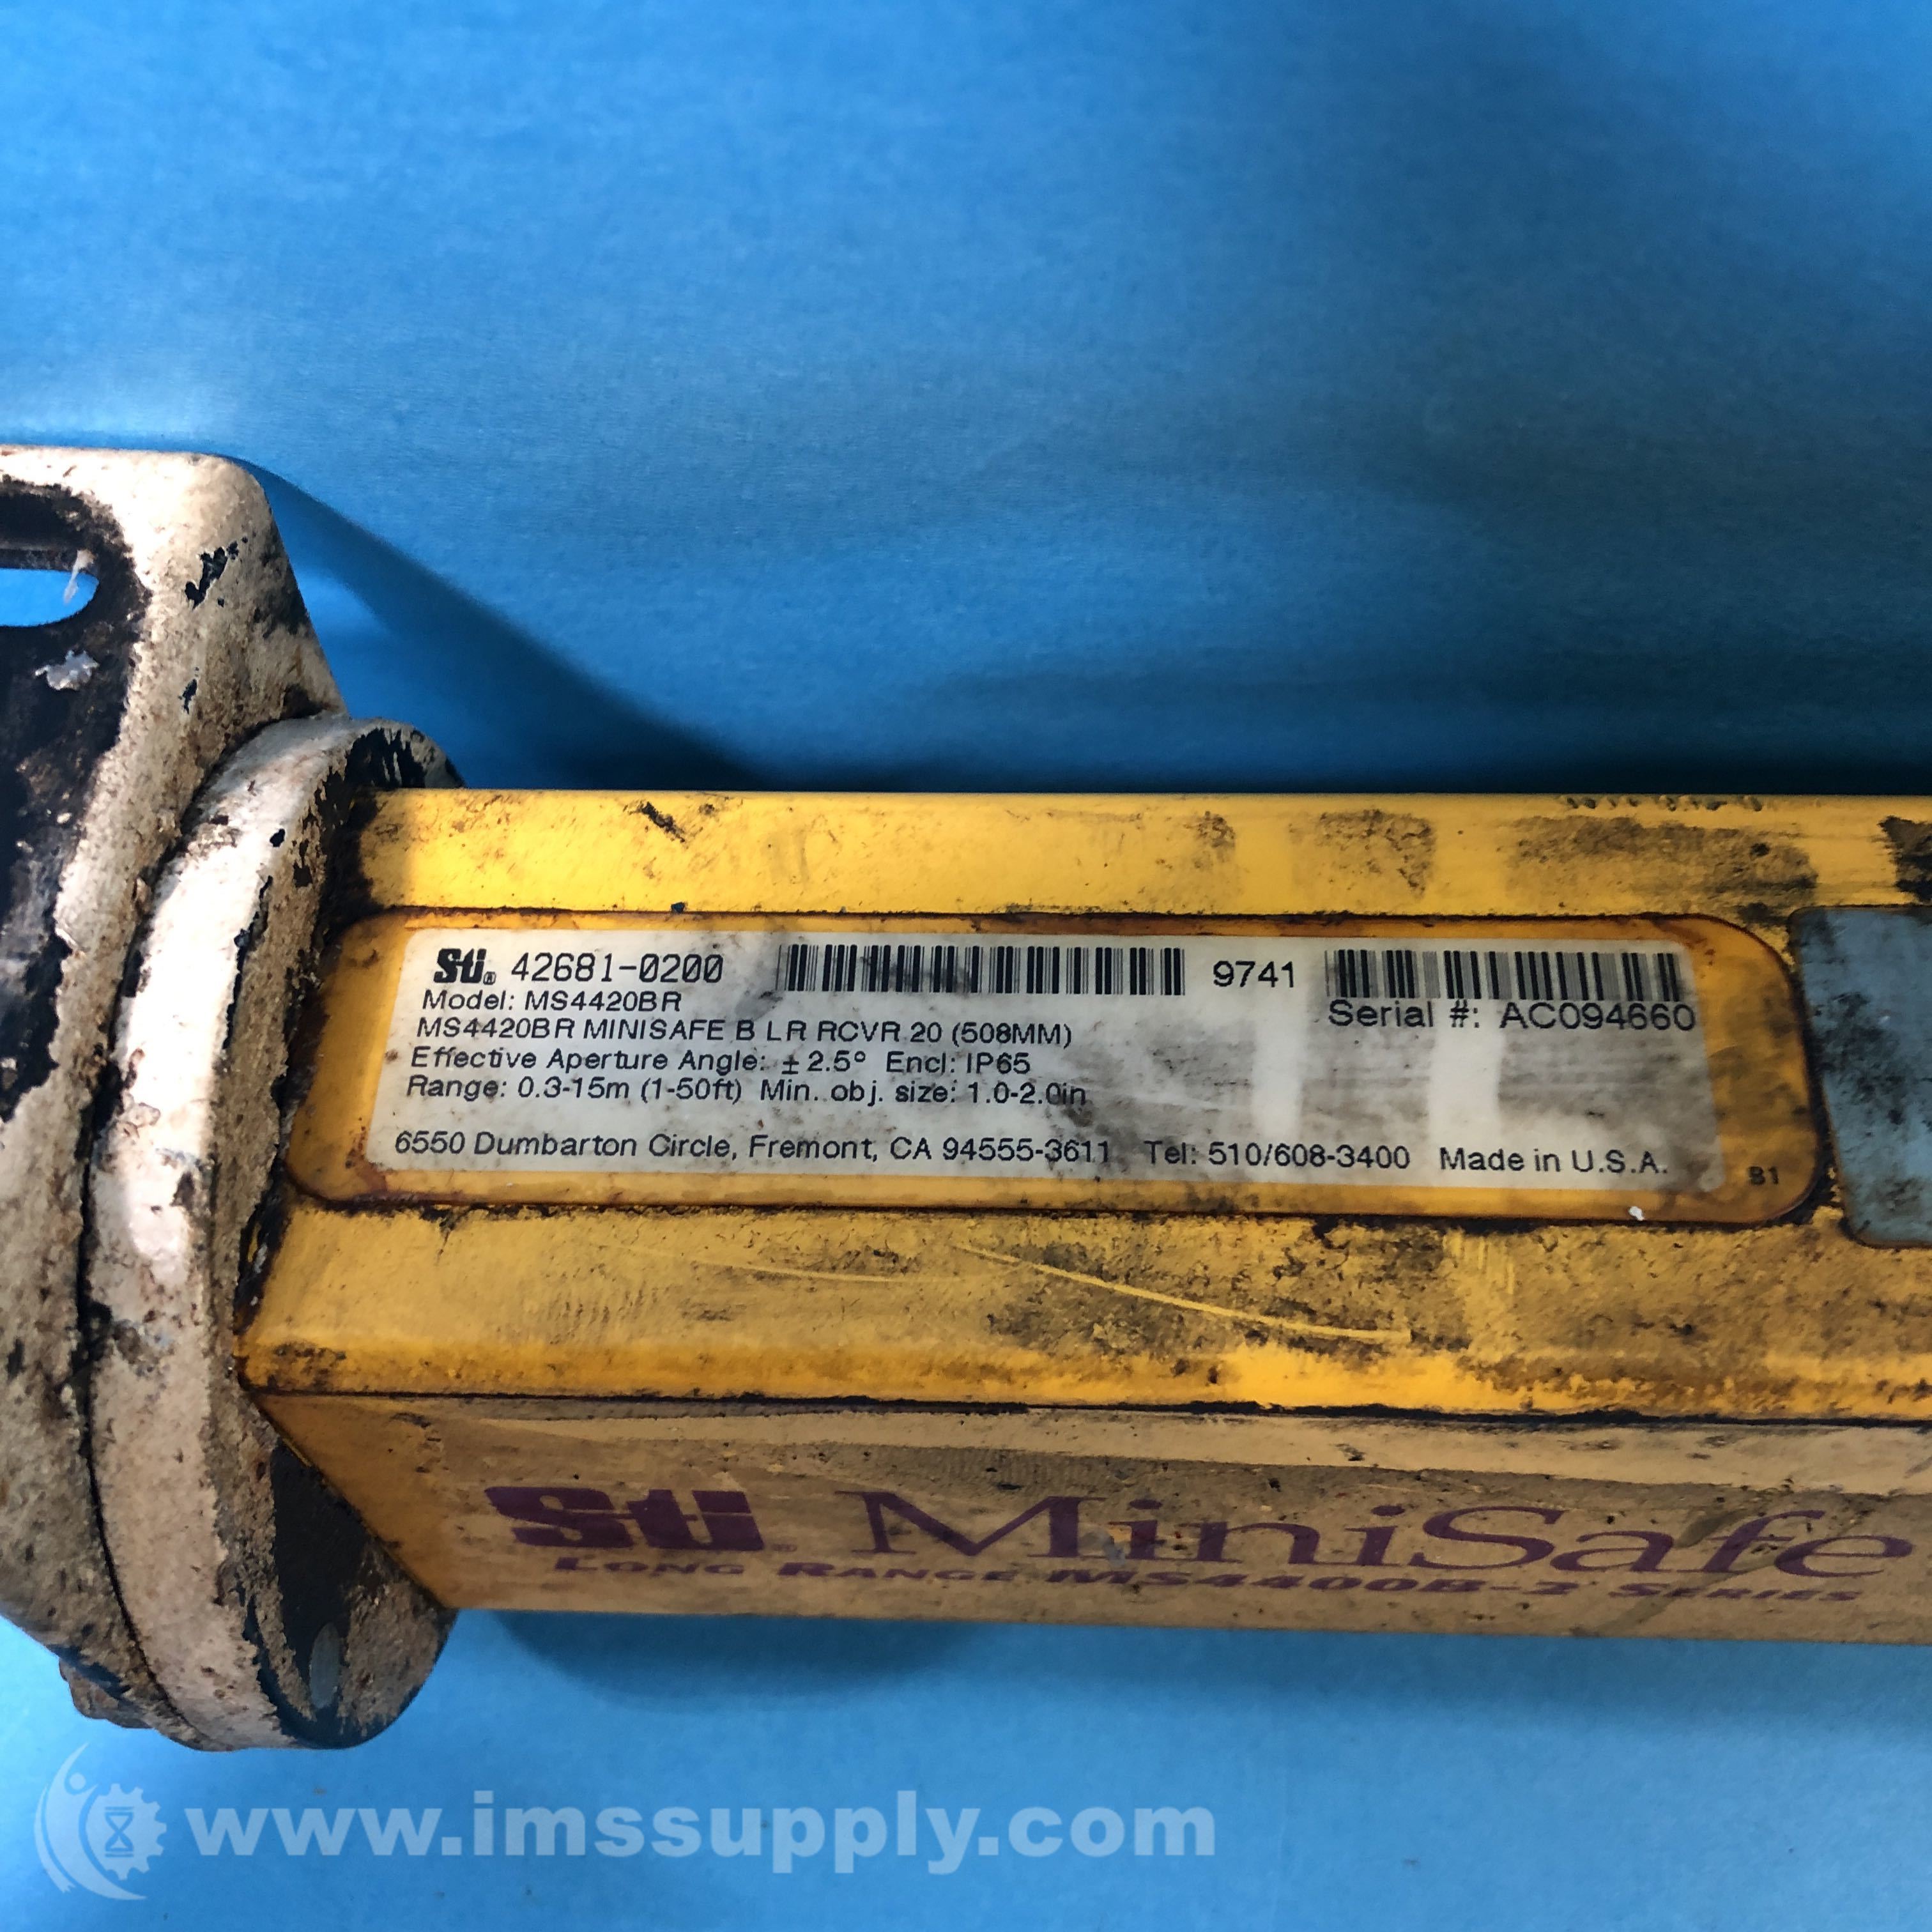 Sti® 42681-0200 9741
Model: MS4420BR
Serial #: AC094660
MS4420BR MINISAFE B LR RCVR 20 (508MM)
Effective Aperture Angle: ± 2.5° Encl: IP65
Range: 0.3-15m (1-50ft) Min. obj. size: 1.0-2.0in
6550 Dumbarton Circle, Fremont, CA 94555-3611 Tel: 510/608-3400 Made in U.S.A.
S1
Sti. MiniSafe
LONG RANGE MS4400B-2 SERIES
www.imssupply.com